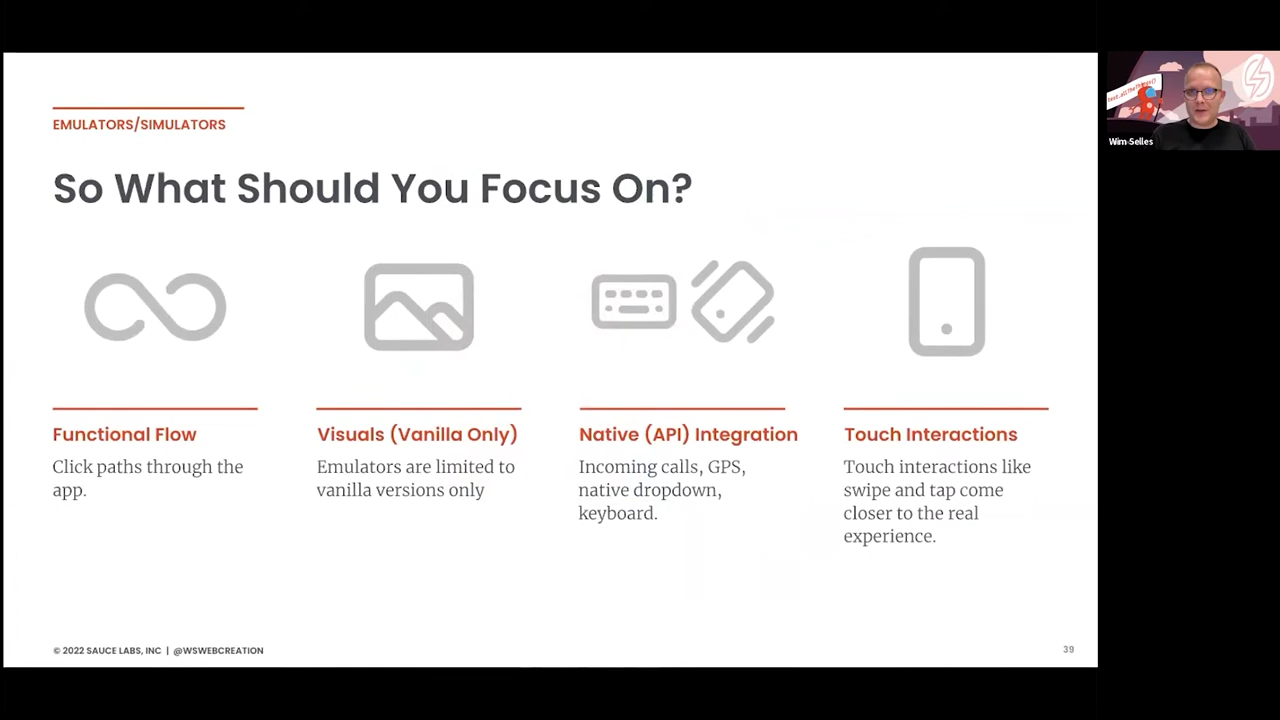 EMULATORS/SIMULATORS
So What Should You Focus On?
Functional Flow
Click paths through the
app.
Visuals (Vanilla Only)
Emulators are limited to
vanilla versions only
Native (API) Integration
Incoming calls, GPS,
native dropdown,
keyboard.
Touch Interactions
Touch interactions like
swipe and tap come
closer to the real
experience.
© 2022 SAUCE LABS, INC | @WSWEBCREATION
39
Wim Selles